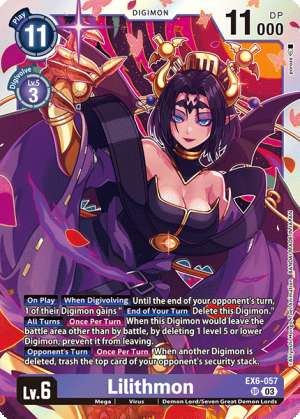 DIGIMON
Play
11
11000
DP
Lv.5
3
On Play When Digivolving Until the end of your opponent's turn,
1 of their Digimon gains "End of Your Turn Delete this Digimon."
All Turns Once Per Turn When this Digimon would leave the
battle area other than by battle, by deleting 1 level 5 or lower
Digimon, prevent it from leaving.
Opponent's Turn Once Per Turn When another Digimon is
deleted, trash the top card of your opponent's security stack.
Lv.6
Lilithmon
EX6-057
SR 03
Mega
Virus
Demon Lord/Seven Great Demon Lords